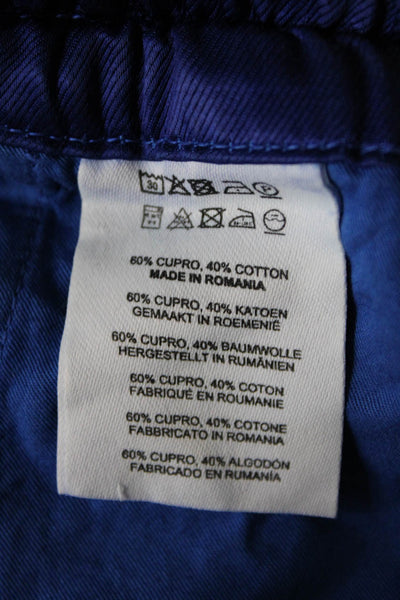 30
P
60% CUPRO, 40% COTTON
MADE IN ROMANIA
60% CUPRO, 40% KATOEN
GEMAAKT IN ROEMENIË
60% CUPRO, 40% BAUMWOLLE
HERGESTELLT IN RUMÄNIEN
60% CUPRO, 40% COTON
FABRIQUÉ EN ROUMANIE
60% CUPRO, 40% COTONE
FABBRICATO IN ROMANIA
60% CUPRO, 40% ALGODÓN
FABRICADO EN RUMANÍA